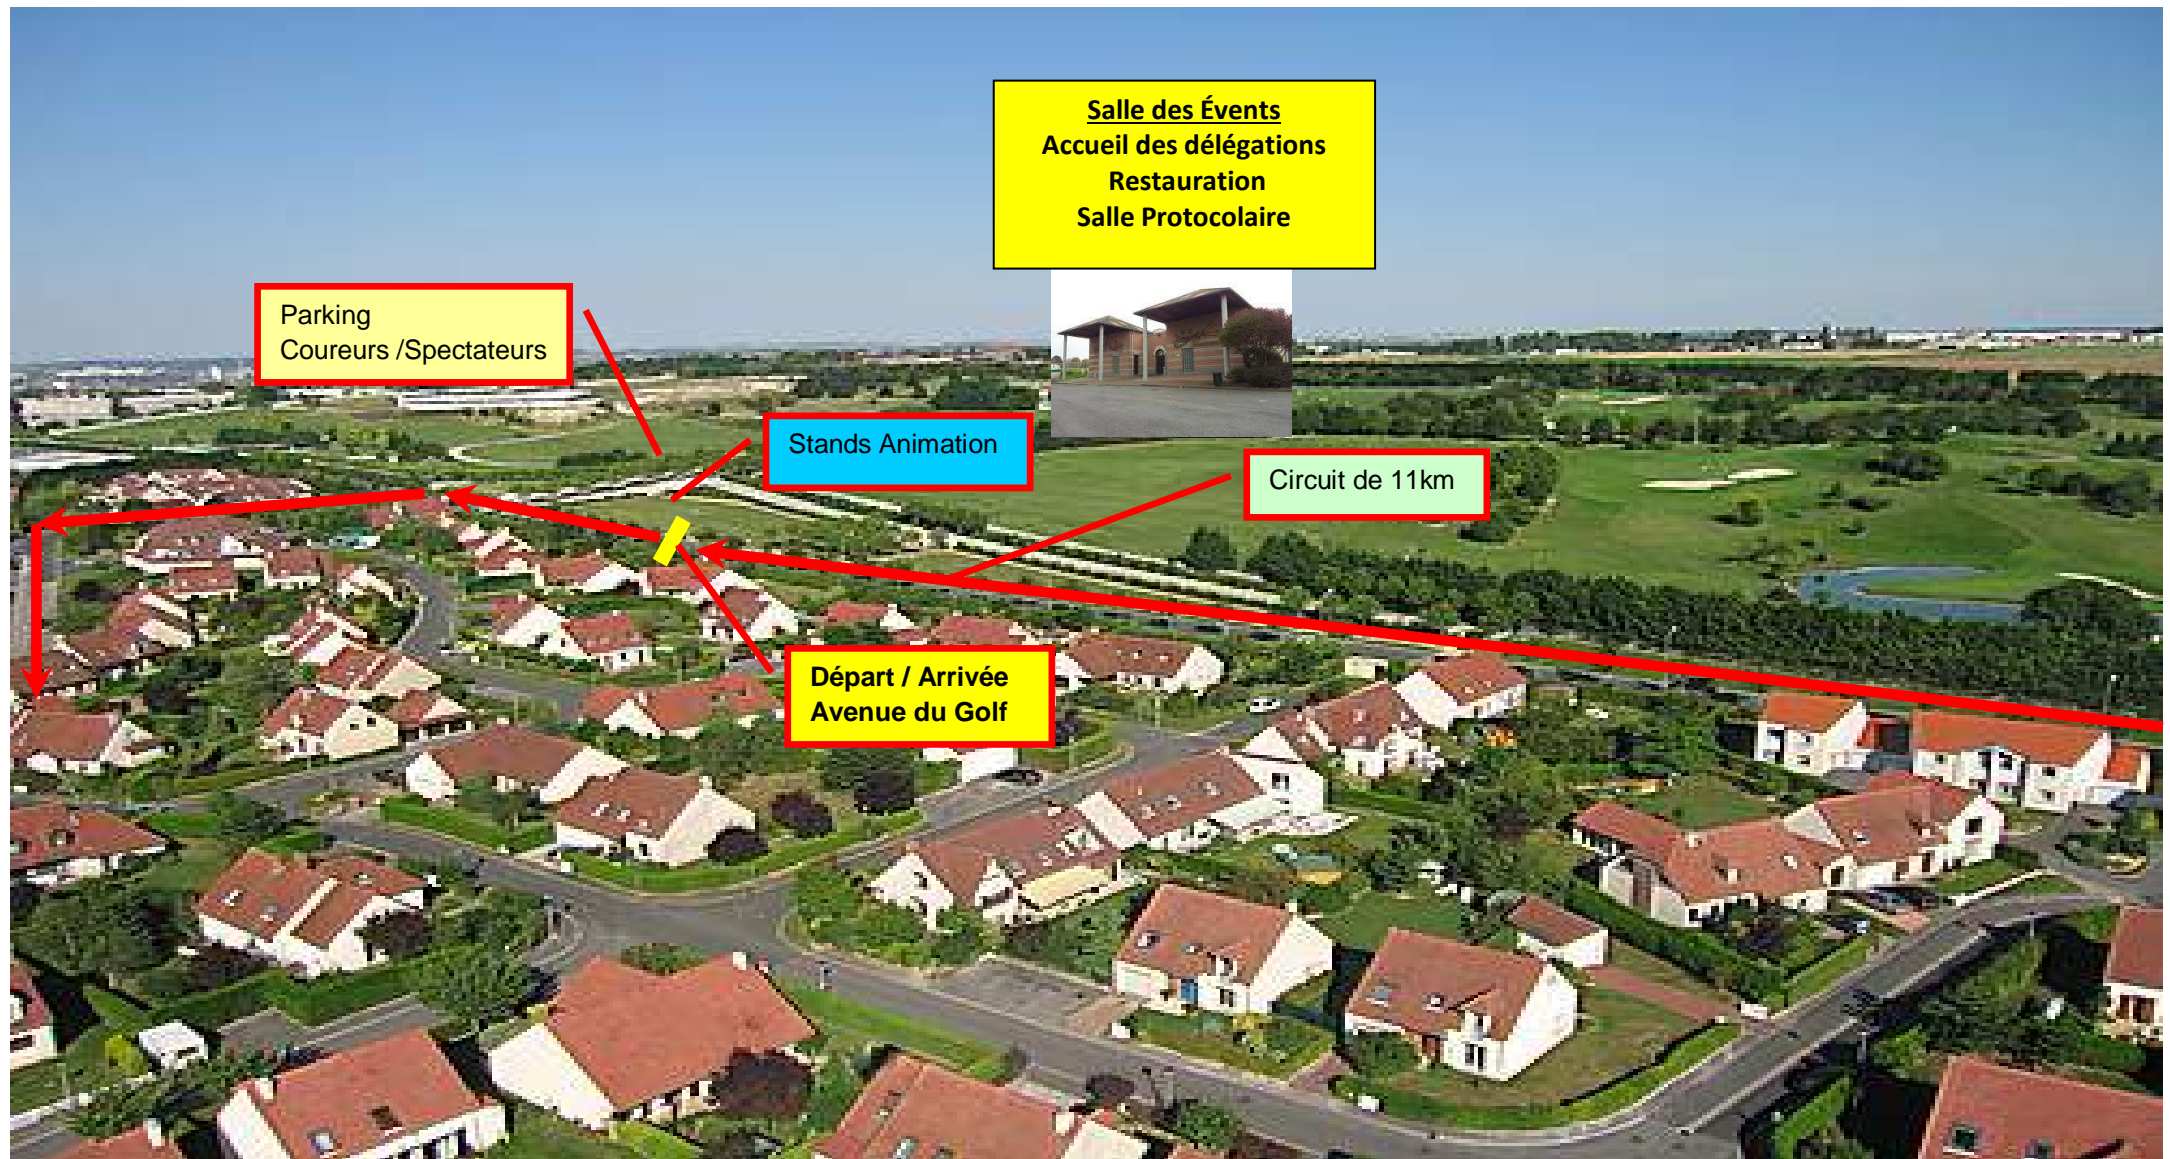 Salle des Évents
Accueil des délégations
Restauration
Salle Protocolaire
Parking
Coureurs /Spectateurs
Stands Animation
Circuit de 11km
Départ / Arrivée
Avenue du Golf